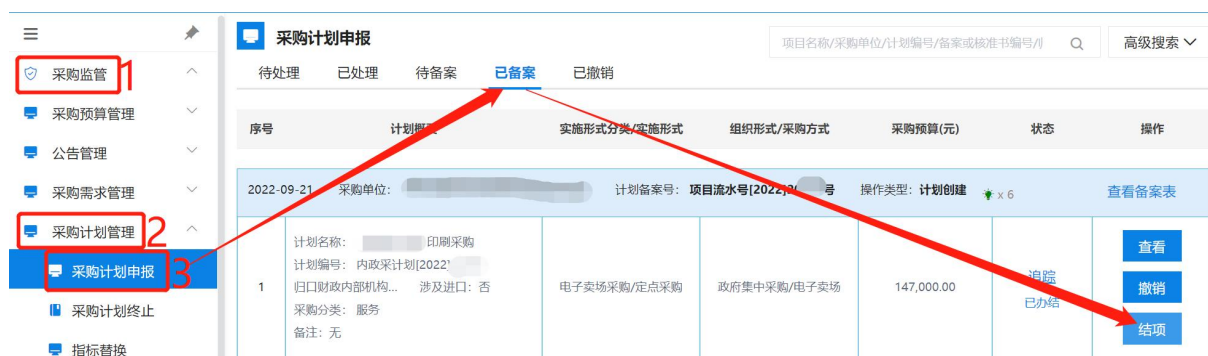 采购计划申报
项目名称/采购单位/计划编号/备案或核准书编号/
高级搜索
采购监管 1
待处理 已处理 待备案 已备案 已撤销
采购预算管理
序号 实施形式分类/实施形式 组织形式/采购方式 采购预算(元) 状态 操作
公告管理
采购需求管理
2022-09-21 采购单位: 计划备案号: 项目流水号[2022] 号 操作类型: 计划创建 x 6 查看备案表
采购计划管理 2
采购计划申报 3
采购计划终止
指标替换
1
计划名称: 印刷采购
计划编号: 内政采计划[2022]
归口财政内部机构... 涉及进口: 否
采购分类: 服务
备注: 无
电子卖场采购/定点采购 政府集中采购/电子卖场 147,000.00
追踪
已办结
查看
撤销
结项